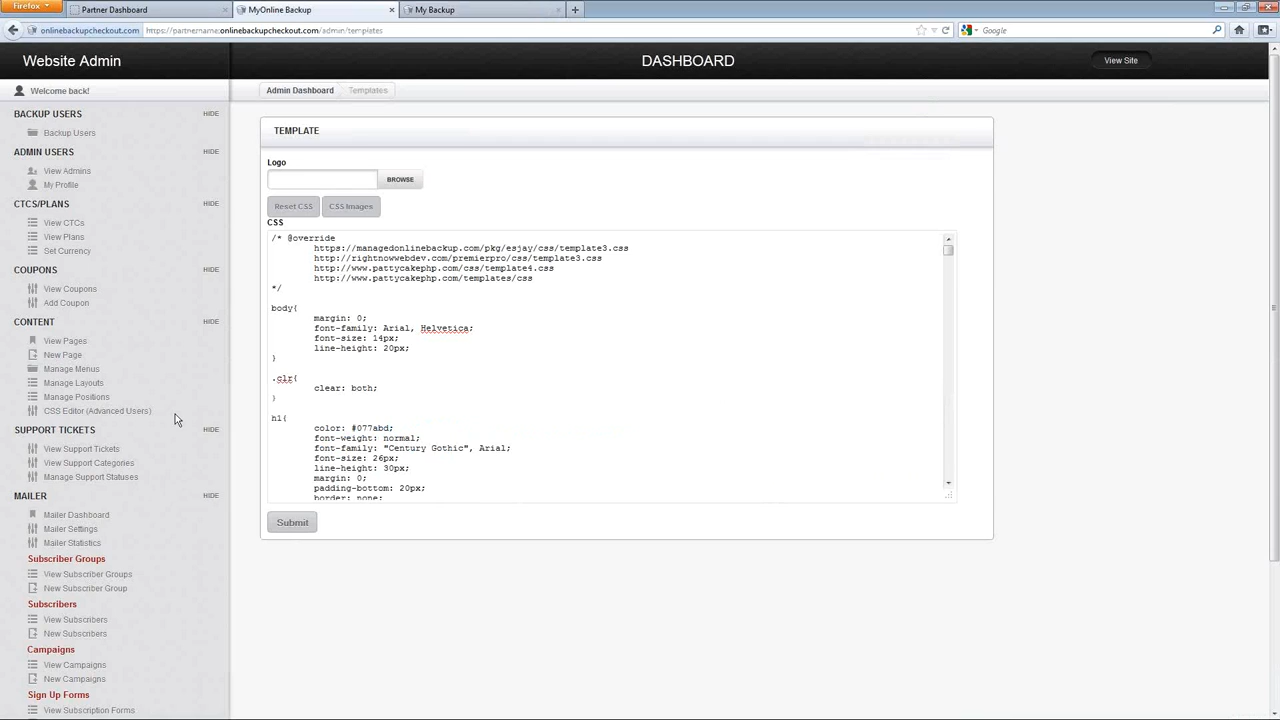 Firefox
Partner Dashboard
MyOnline Backup
My Backup
onlinebackupcheckout.com
https://partnername.onlinebackupcheckout.com/admin/templates
Google
Website Admin
DASHBOARD
View Site
Welcome back!
Admin Dashboard
Templates
BACKUP USERS
HIDE
Backup Users
ADMIN USERS
HIDE
View Admins
My Profile
CTCS/PLANS
HIDE
View CTCs
View Plans
Set Currency
COUPONS
HIDE
View Coupons
Add Coupon
CONTENT
HIDE
View Pages
New Page
Manage Menus
Manage Layouts
Manage Positions
CSS Editor (Advanced Users)
SUPPORT TICKETS
HIDE
View Support Tickets
View Support Categories
Manage Support Statuses
MAILER
HIDE
Mailer Dashboard
Mailer Settings
Mailer Statistics
Subscriber Groups
View Subscriber Groups
New Subscriber Group
Subscribers
View Subscribers
New Subscribers
Campaigns
View Campaigns
New Campaigns
Sign Up Forms
View Subscription Forms
TEMPLATE
Logo
BROWSE
Reset CSS
CSS Images
CSS
/* @override
https://managedonlinebackup.com/pkg/esjay/css/template3.css
http://rightnowwebdev.com/premierpro/css/template3.css
http://www.pattycakephp.com/css/template4.css
http://www.pattycakephp.com/templates/css
*/
body{
margin: 0;
font-family: Arial, Helvetica;
font-size: 14px;
line-height: 20px;
}
.clr{
clear: both;
}
h1{
color: #077abd;
font-weight: normal;
font-family: "Century Gothic", Arial;
font-size: 26px;
line-height: 30px;
margin: 0;
padding-bottom: 20px;
border: none;
Submit